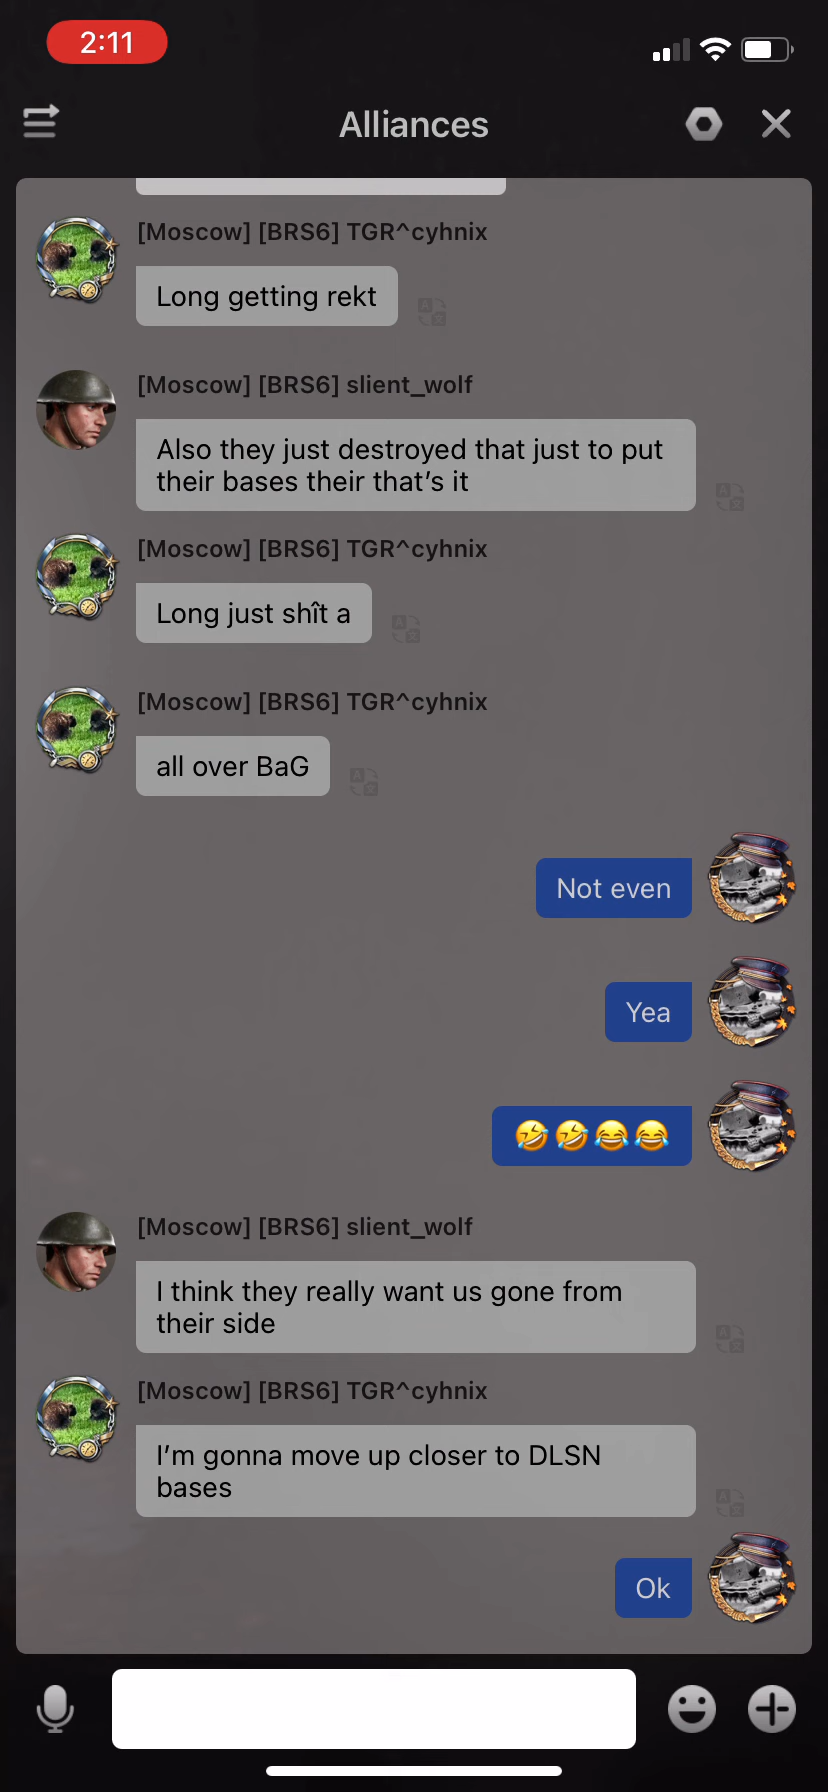 2:11
Alliances
[Moscow] [BRS6] TGR^cyhnix
Long getting rekt
[Moscow] [BRS6] slient_wolf
Also they just destroyed that just to put
their bases their that’s it
[Moscow] [BRS6] TGR^cyhnix
Long just shît a
[Moscow] [BRS6] TGR^cyhnix
all over BaG
Not even
Yea
🤣🤣😂😂
[Moscow] [BRS6] slient_wolf
I think they really want us gone from
their side
[Moscow] [BRS6] TGR^cyhnix
I’m gonna move up closer to DLSN
bases
Ok